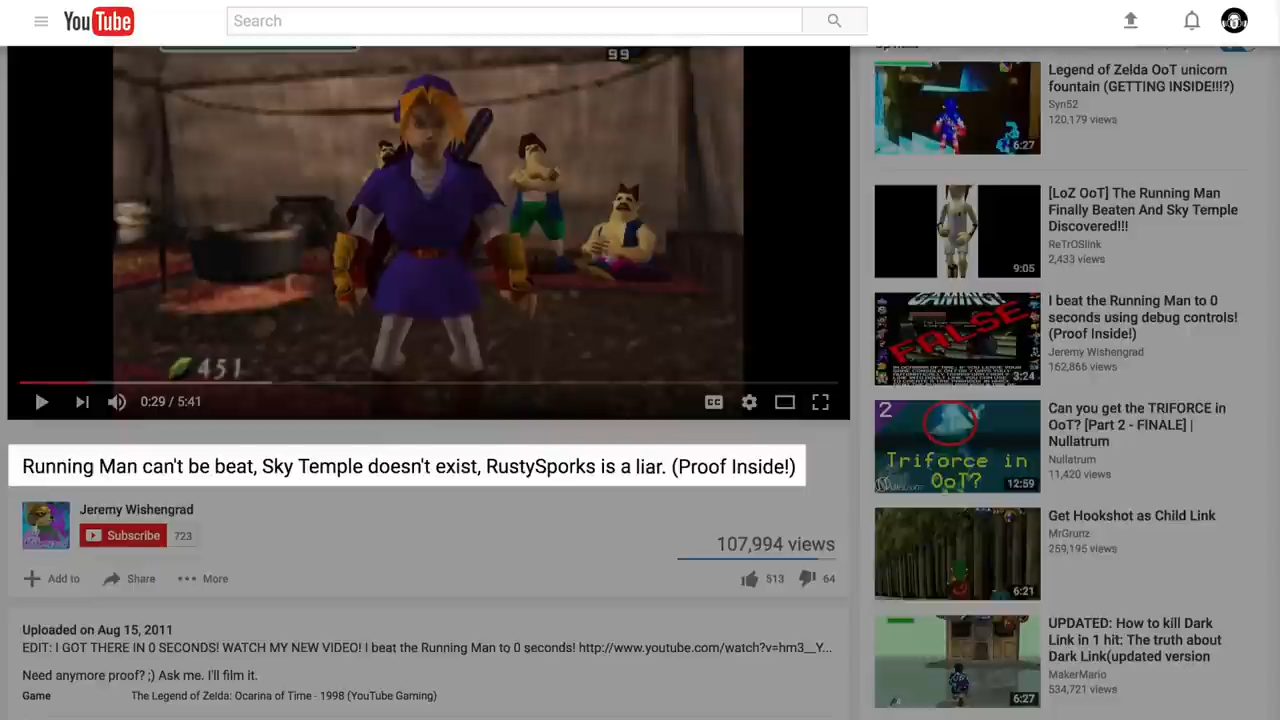 YouTube
Search
99
451
0:29 / 5:41
CC
Running Man can't be beat, Sky Temple doesn't exist, RustySporks is a liar. (Proof Inside!)
Jeremy Wishengrad
Subscribe 723
107,994 views
Add to Share More
513 64
Uploaded on Aug 15, 2011
EDIT: I GOT THERE IN 0 SECONDS! WATCH MY NEW VIDEO! I beat the Running Man to 0 seconds! http://www.youtube.com/watch?v=hm3__Y...
Need anymore proof? ;) Ask me. I'll film it.
Game The Legend of Zelda: Ocarina of Time - 1998 (YouTube Gaming)
Legend of Zelda OoT unicorn
fountain (GETTING INSIDE!!!?)
Syn52
120,179 views
6:27
[LoZ OoT] The Running Man
Finally Beaten And Sky Temple
Discovered!!!
ReTrOSlink
2,433 views
9:05
I beat the Running Man to 0
seconds using debug controls!
(Proof Inside!)
Jeremy Wishengrad
162,866 views
GAMING!
FALSE
3:24
Can you get the TRIFORCE in
OoT? [Part 2 - FINALE] |
Nullatrum
Nullatrum
11,420 views
2
Triforce in
OoT?
12:59
Get Hookshot as Child Link
MrGrunz
259,195 views
6:21
UPDATED: How to kill Dark
Link in 1 hit: The truth about
Dark Link(updated version
MakerMario
534,721 views
6:27